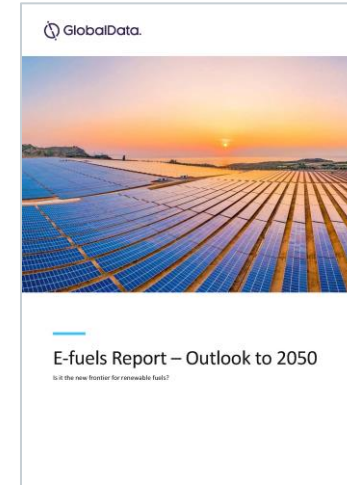 GlobalData.
E-fuels Report – Outlook to 2050
Is it the new frontier for renewable fuels?